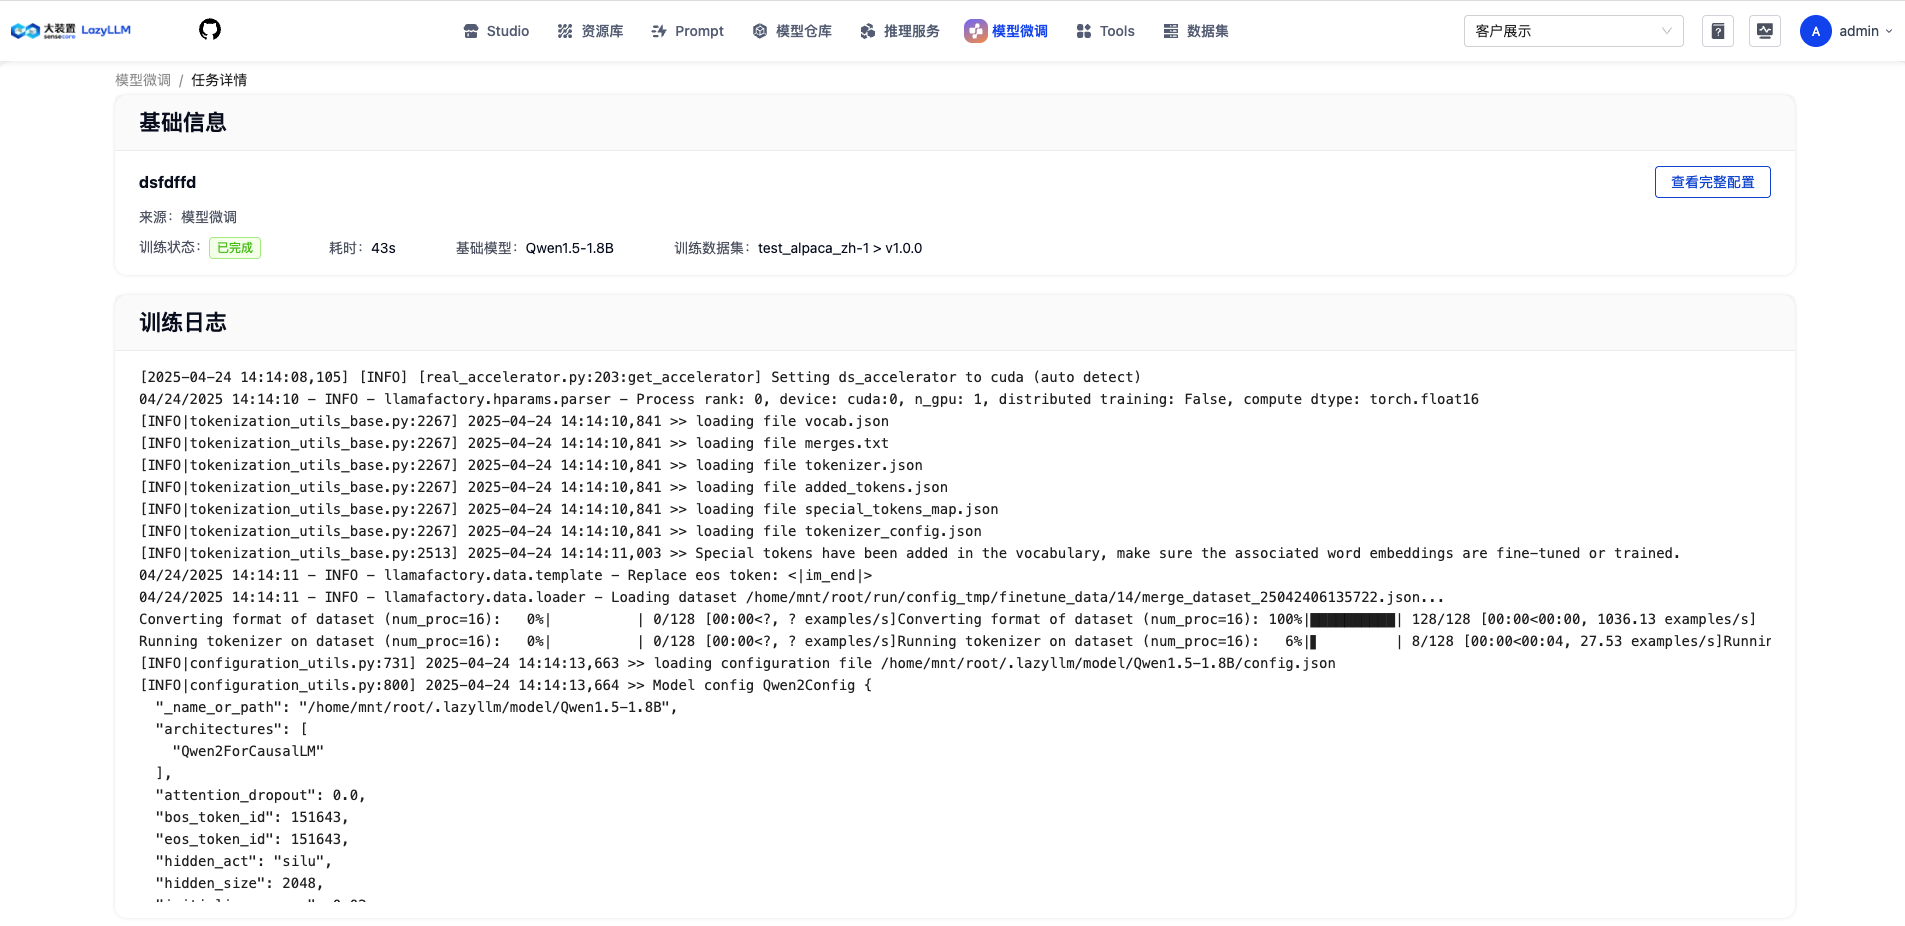 大装置 sensecore LazyLLM
Studio 资源库 Prompt 模型仓库 推理服务 模型微调 Tools 数据集 客户展示 A admin
模型微调 / 任务详情
基础信息
dsfdffd
查看完整配置
来源：模型微调
训练状态：已完成 耗时：43s 基础模型：Qwen1.5-1.8B 训练数据集：test_alpaca_zh-1 > v1.0.0
训练日志
[2025-04-24 14:14:08,105] [INFO] [real_accelerator.py:203:get_accelerator] Setting ds_accelerator to cuda (auto detect)
04/24/2025 14:14:10 - INFO - llamafactory.hparams.parser - Process rank: 0, device: cuda:0, n_gpu: 1, distributed training: False, compute dtype: torch.float16
[INFO|tokenization_utils_base.py:2267] 2025-04-24 14:14:10,841 >> loading file vocab.json
[INFO|tokenization_utils_base.py:2267] 2025-04-24 14:14:10,841 >> loading file merges.txt
[INFO|tokenization_utils_base.py:2267] 2025-04-24 14:14:10,841 >> loading file tokenizer.json
[INFO|tokenization_utils_base.py:2267] 2025-04-24 14:14:10,841 >> loading file added_tokens.json
[INFO|tokenization_utils_base.py:2267] 2025-04-24 14:14:10,841 >> loading file special_tokens_map.json
[INFO|tokenization_utils_base.py:2267] 2025-04-24 14:14:10,841 >> loading file tokenizer_config.json
[INFO|tokenization_utils_base.py:2513] 2025-04-24 14:14:11,003 >> Special tokens have been added in the vocabulary, make sure the associated word embeddings are fine-tuned or trained.
04/24/2025 14:14:11 - INFO - llamafactory.data.template - Replace eos token: <|im_end|>
04/24/2025 14:14:11 - INFO - llamafactory.data.loader - Loading dataset /home/mnt/root/run/config_tmp/finetune_data/14/merge_dataset_25042406135722.json...
Converting format of dataset (num_proc=16):   0%|          | 0/128 [00:00<?, ? examples/s]Converting format of dataset (num_proc=16): 100%|██████████| 128/128 [00:00<00:00, 1036.13 examples/s]
Running tokenizer on dataset (num_proc=16):   0%|          | 0/128 [00:00<?, ? examples/s]Running tokenizer on dataset (num_proc=16):   6%|▋         | 8/128 [00:00<00:04, 27.53 examples/s]Runnin
[INFO|configuration_utils.py:731] 2025-04-24 14:14:13,663 >> loading configuration file /home/mnt/root/.lazyllm/model/Qwen1.5-1.8B/config.json
[INFO|configuration_utils.py:800] 2025-04-24 14:14:13,664 >> Model config Qwen2Config {
"_name_or_path": "/home/mnt/root/.lazyllm/model/Qwen1.5-1.8B",
"architectures": [
"Qwen2ForCausalLM"
],
"attention_dropout": 0.0,
"bos_token_id": 151643,
"eos_token_id": 151643,
"hidden_act": "silu",
"hidden_size": 2048,